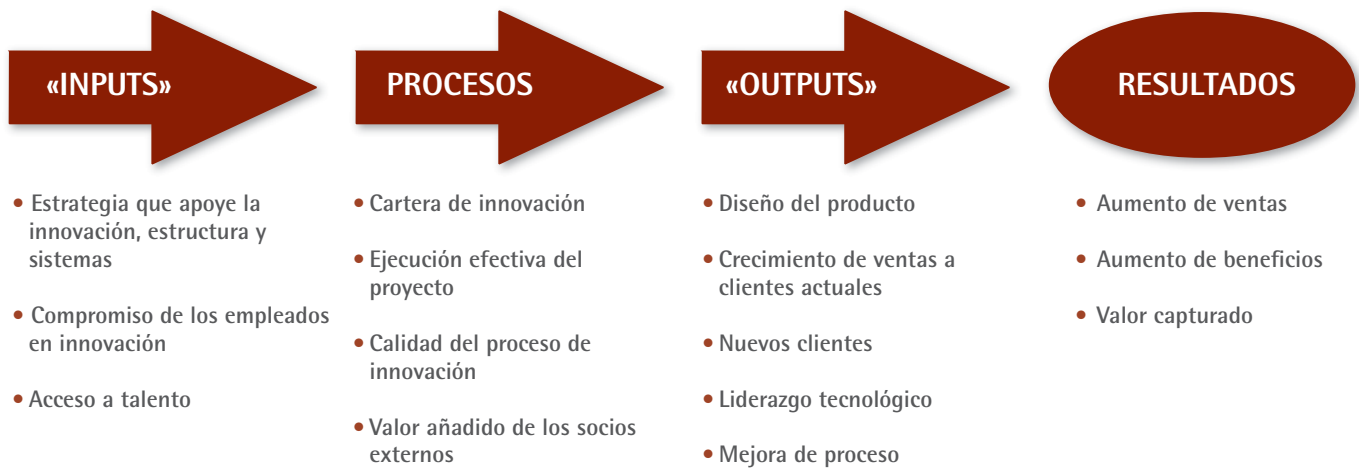 «INPUTS»
PROCESOS
«OUTPUTS»
RESULTADOS
• Estrategia que apoye la
innovación, estructura y
sistemas
• Compromiso de los empleados
en innovación
• Acceso a talento
• Cartera de innovación
• Ejecución efectiva del
proyecto
• Calidad del proceso de
innovación
• Valor añadido de los socios
externos
• Diseño del producto
• Crecimiento de ventas a
clientes actuales
• Nuevos clientes
• Liderazgo tecnológico
• Mejora de proceso
• Aumento de ventas
• Aumento de beneficios
• Valor capturado